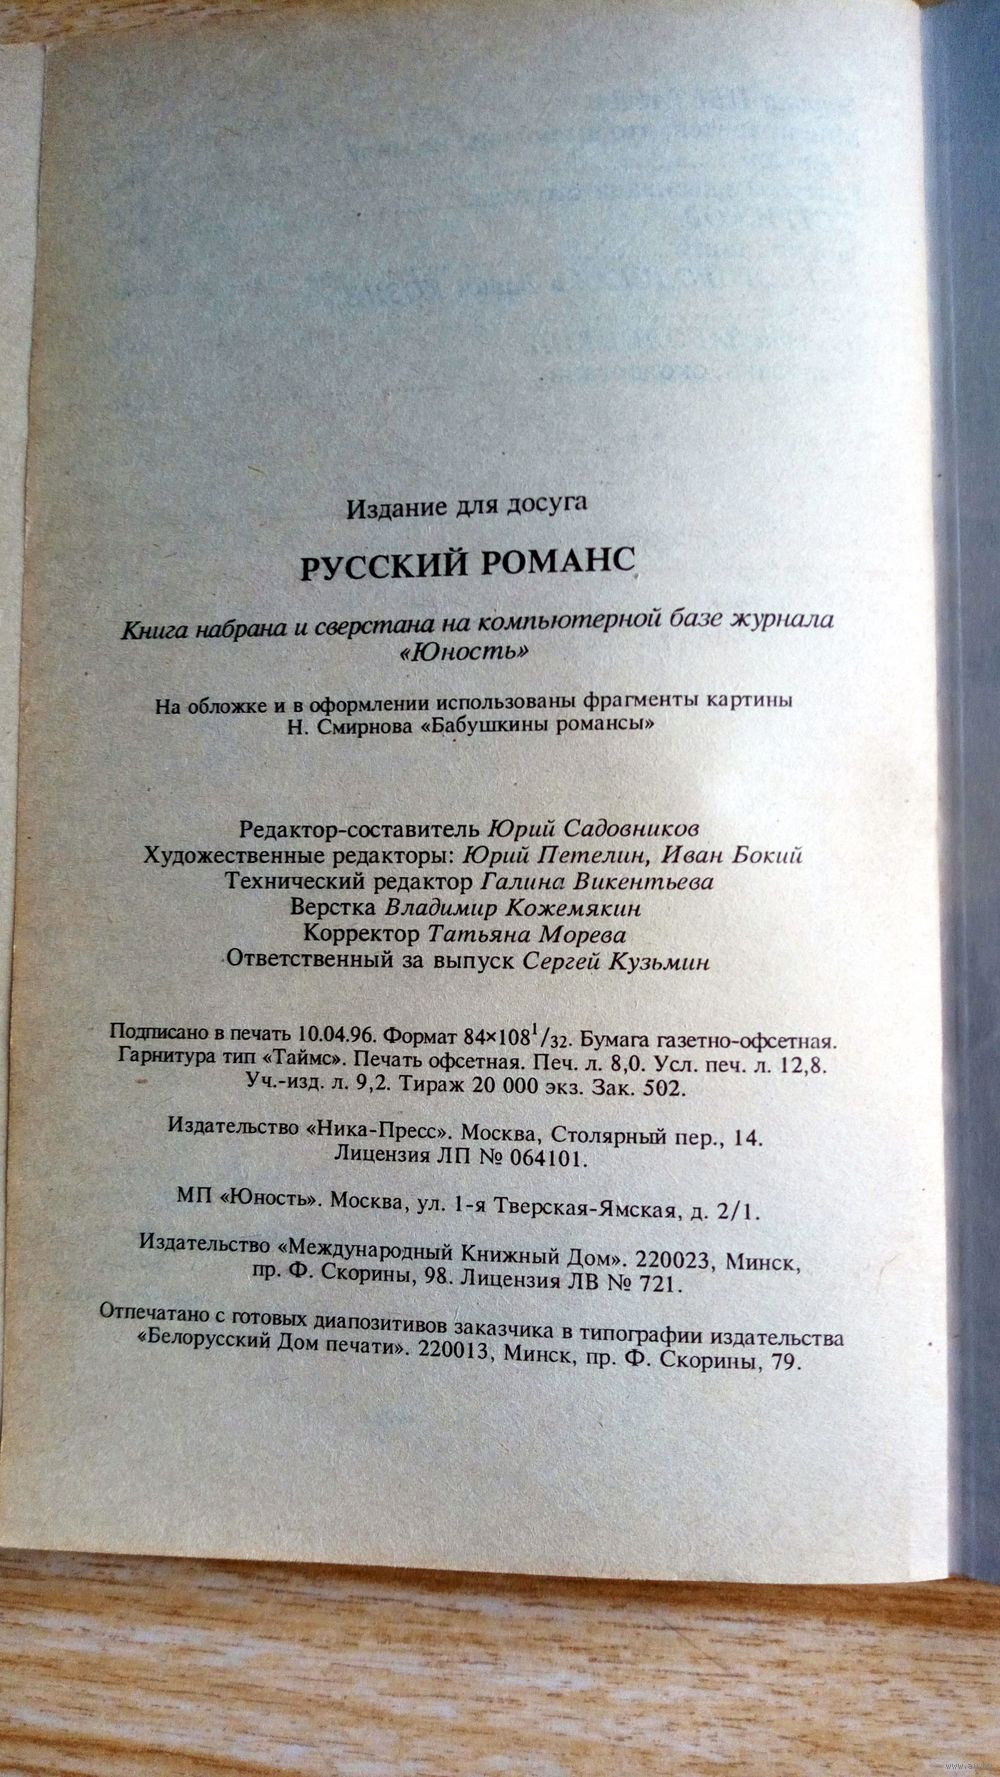 Издание для досуга
РУССКИЙ РОМАНС
Книга набрана и сверстана на компьютерной базе журнала
«Юность»
На обложке и в оформлении использованы фрагменты картины
Н. Смирнова «Бабушкины романсы»
Редактор-составитель Юрий Садовников
Художественные редакторы: Юрий Петелин, Иван Бокий
Технический редактор Галина Викентьева
Верстка Владимир Кожемякин
Корректор Татьяна Морева
Ответственный за выпуск Сергей Кузьмин
Подписано в печать 10.04.96. Формат 84×108¹/₃₂. Бумага газетно-офсетная.
Гарнитура тип «Таймс». Печать офсетная. Печ. л. 8,0. Усл. печ. л. 12,8.
Уч.-изд. л. 9,2. Тираж 20 000 экз. Зак. 502.
Издательство «Ника-Пресс». Москва, Столярный пер., 14.
Лицензия ЛП № 064101.
МП «Юность». Москва, ул. 1-я Тверская-Ямская, д. 2/1.
Издательство «Международный Книжный Дом». 220023, Минск,
пр. Ф. Скорины, 98. Лицензия ЛВ № 721.
Отпечатано с готовых диапозитивов заказчика в типографии издательства
«Белорусский Дом печати». 220013, Минск, пр. Ф. Скорины, 79.